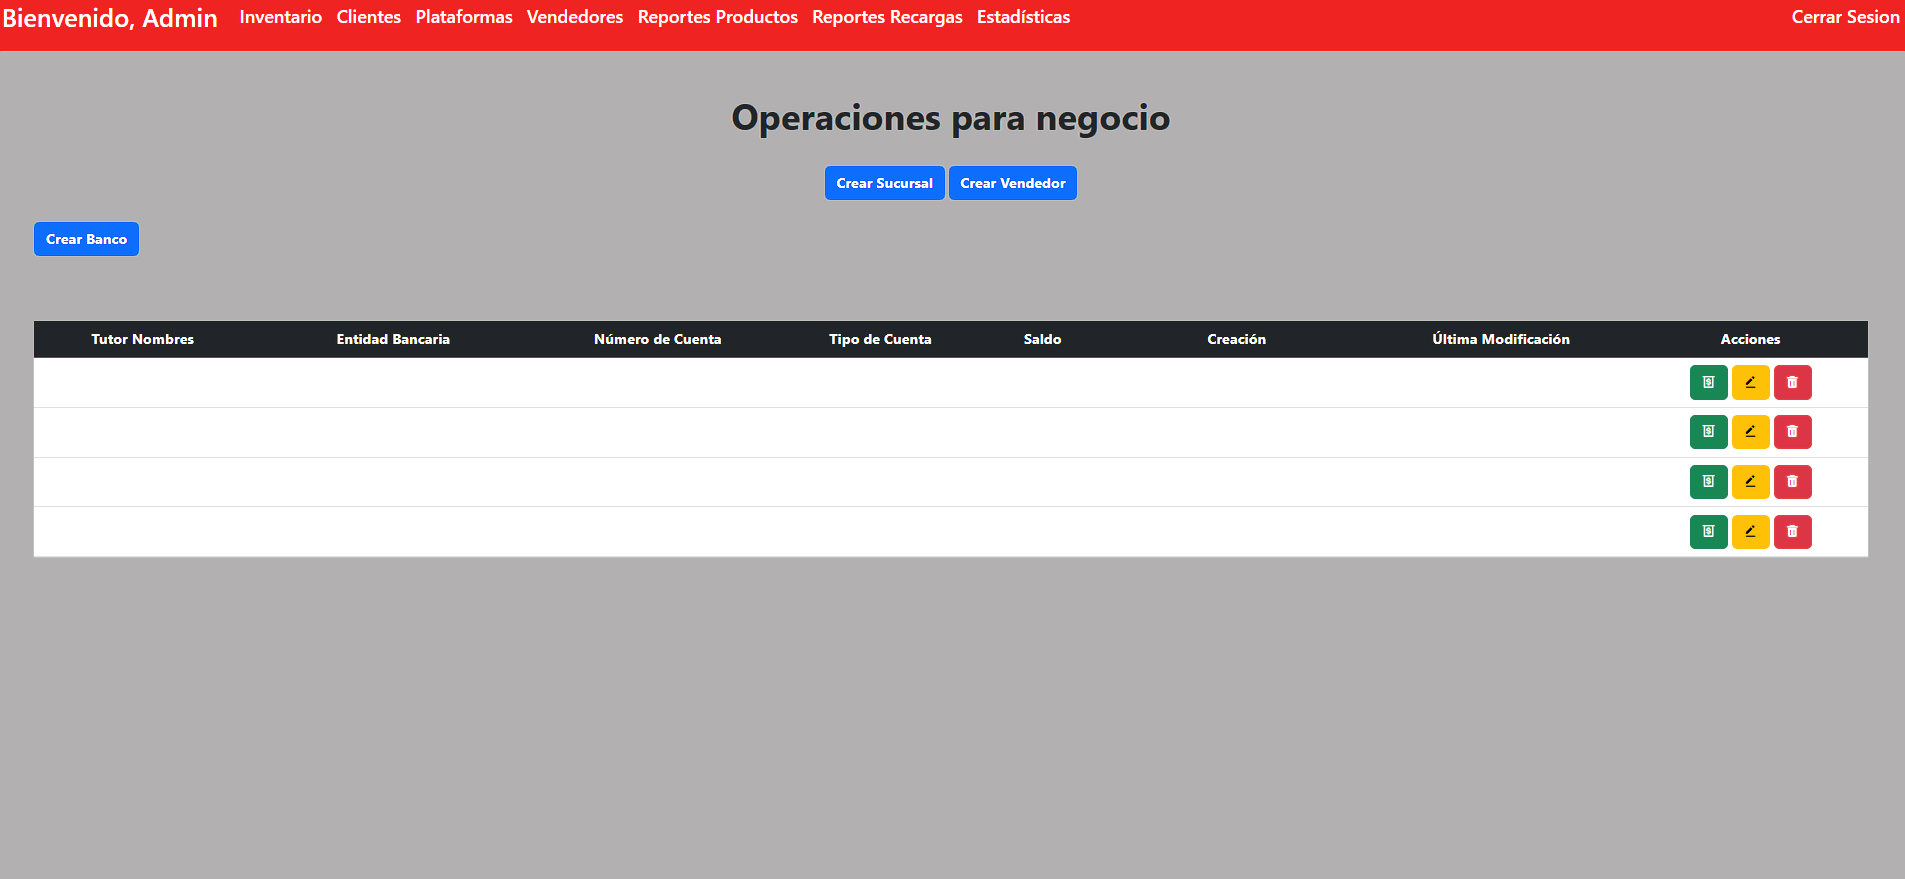 Bienvenido, Admin Inventario Clientes Plataformas Vendedores Reportes Productos Reportes Recargas Estadísticas Cerrar Sesion
Operaciones para negocio
Crear Sucursal Crear Vendedor
Crear Banco
Tutor Nombres Entidad Bancaria Número de Cuenta Tipo de Cuenta Saldo Creación Última Modificación Acciones